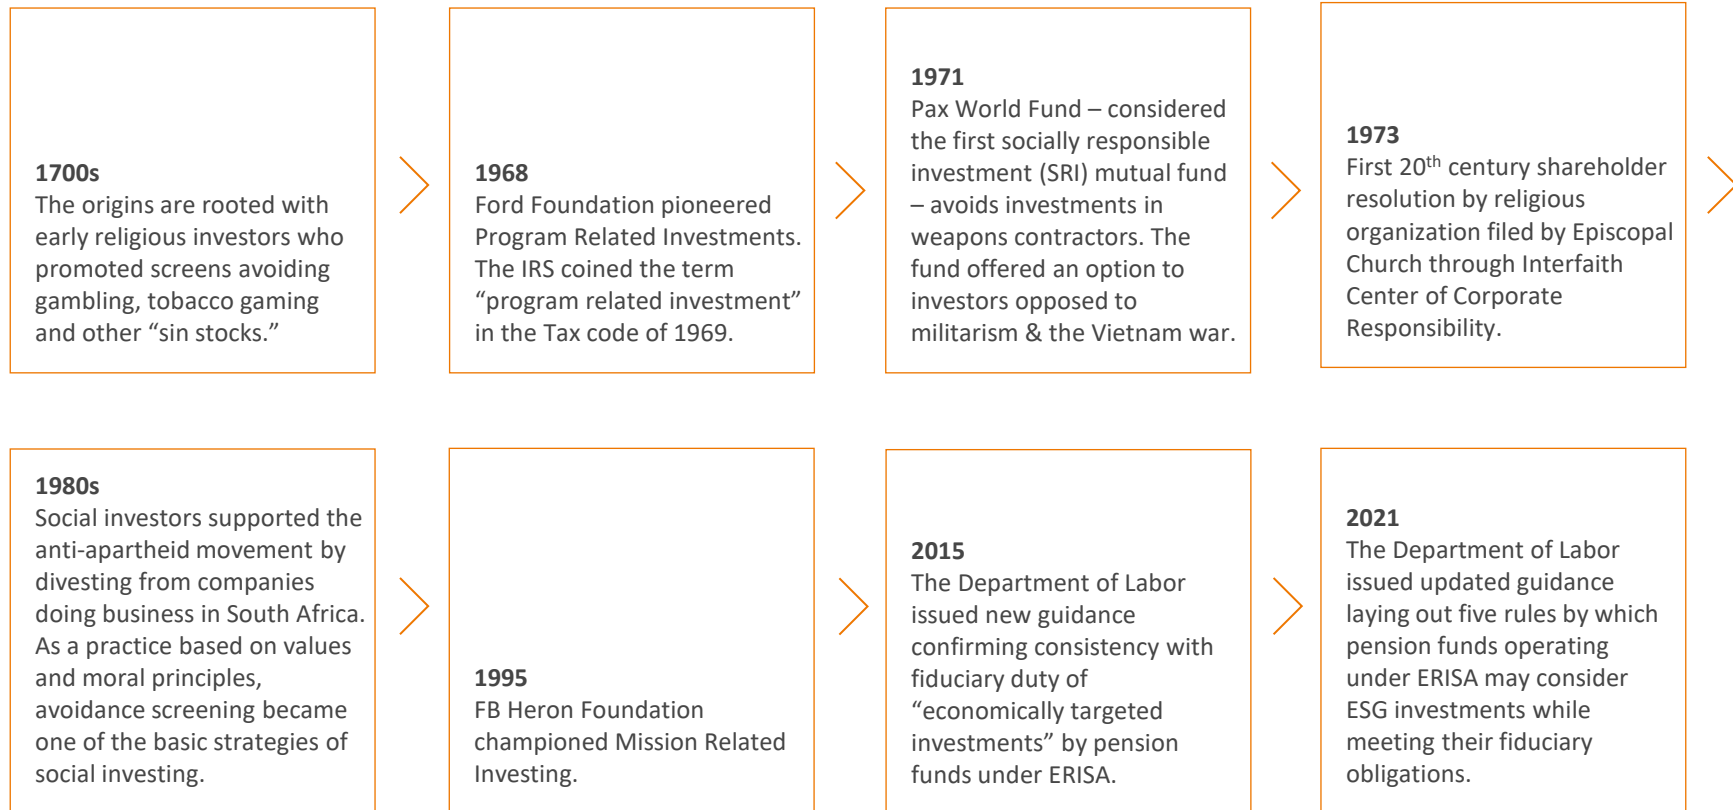 1700s
The origins are rooted with
early religious investors who
promoted screens avoiding
gambling, tobacco gaming
and other “sin stocks.”
1968
Ford Foundation pioneered
Program Related Investments.
The IRS coined the term
“program related investment”
in the Tax code of 1969.
1971
Pax World Fund – considered
the first socially responsible
investment (SRI) mutual fund
– avoids investments in
weapons contractors. The
fund offered an option to
investors opposed to
militarism & the Vietnam war.
1973
First 20th century shareholder
resolution by religious
organization filed by Episcopal
Church through Interfaith
Center of Corporate
Responsibility.
1980s
Social investors supported the
anti-apartheid movement by
divesting from companies
doing business in South Africa.
As a practice based on values
and moral principles,
avoidance screening became
one of the basic strategies of
social investing.
1995
FB Heron Foundation
championed Mission Related
Investing.
2015
The Department of Labor
issued new guidance
confirming consistency with
fiduciary duty of
“economically targeted
investments” by pension
funds under ERISA.
2021
The Department of Labor
issued updated guidance
laying out five rules by which
pension funds operating
under ERISA may consider
ESG investments while
meeting their fiduciary
obligations.